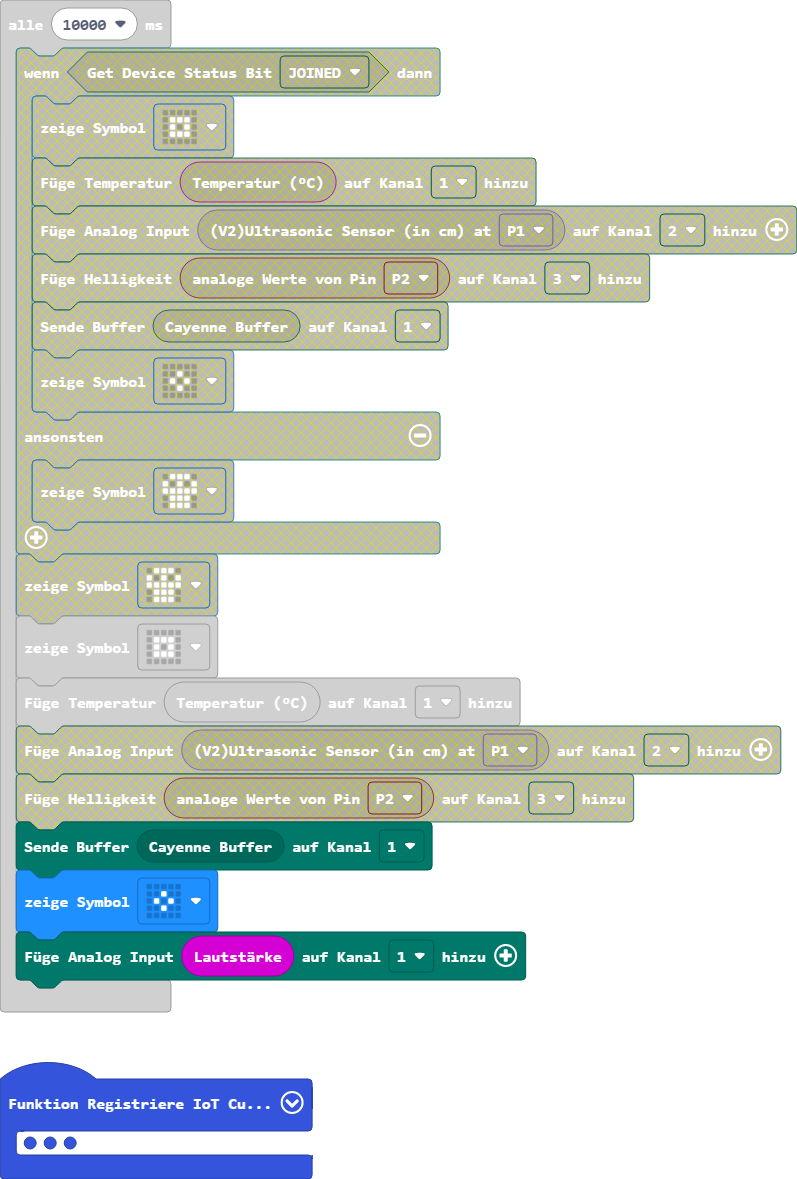 alle 10000 ms
wenn Get Device Status Bit JOINED dann
zeige Symbol
Füge Temperatur Temperatur (ºC) auf Kanal 1 hinzu
Füge Analog Input (V2)Ultrasonic Sensor (in cm) at P1 auf Kanal 2 hinzu
Füge Helligkeit analoge Werte von Pin P2 auf Kanal 3 hinzu
Sende Buffer Cayenne Buffer auf Kanal 1
zeige Symbol
ansonsten
zeige Symbol
zeige Symbol
zeige Symbol
Füge Temperatur Temperatur (ºC) auf Kanal 1 hinzu
Füge Analog Input (V2)Ultrasonic Sensor (in cm) at P1 auf Kanal 2 hinzu
Füge Helligkeit analoge Werte von Pin P2 auf Kanal 3 hinzu
Sende Buffer Cayenne Buffer auf Kanal 1
zeige Symbol
Füge Analog Input Lautstärke auf Kanal 1 hinzu
Funktion Registriere IoT Cu...